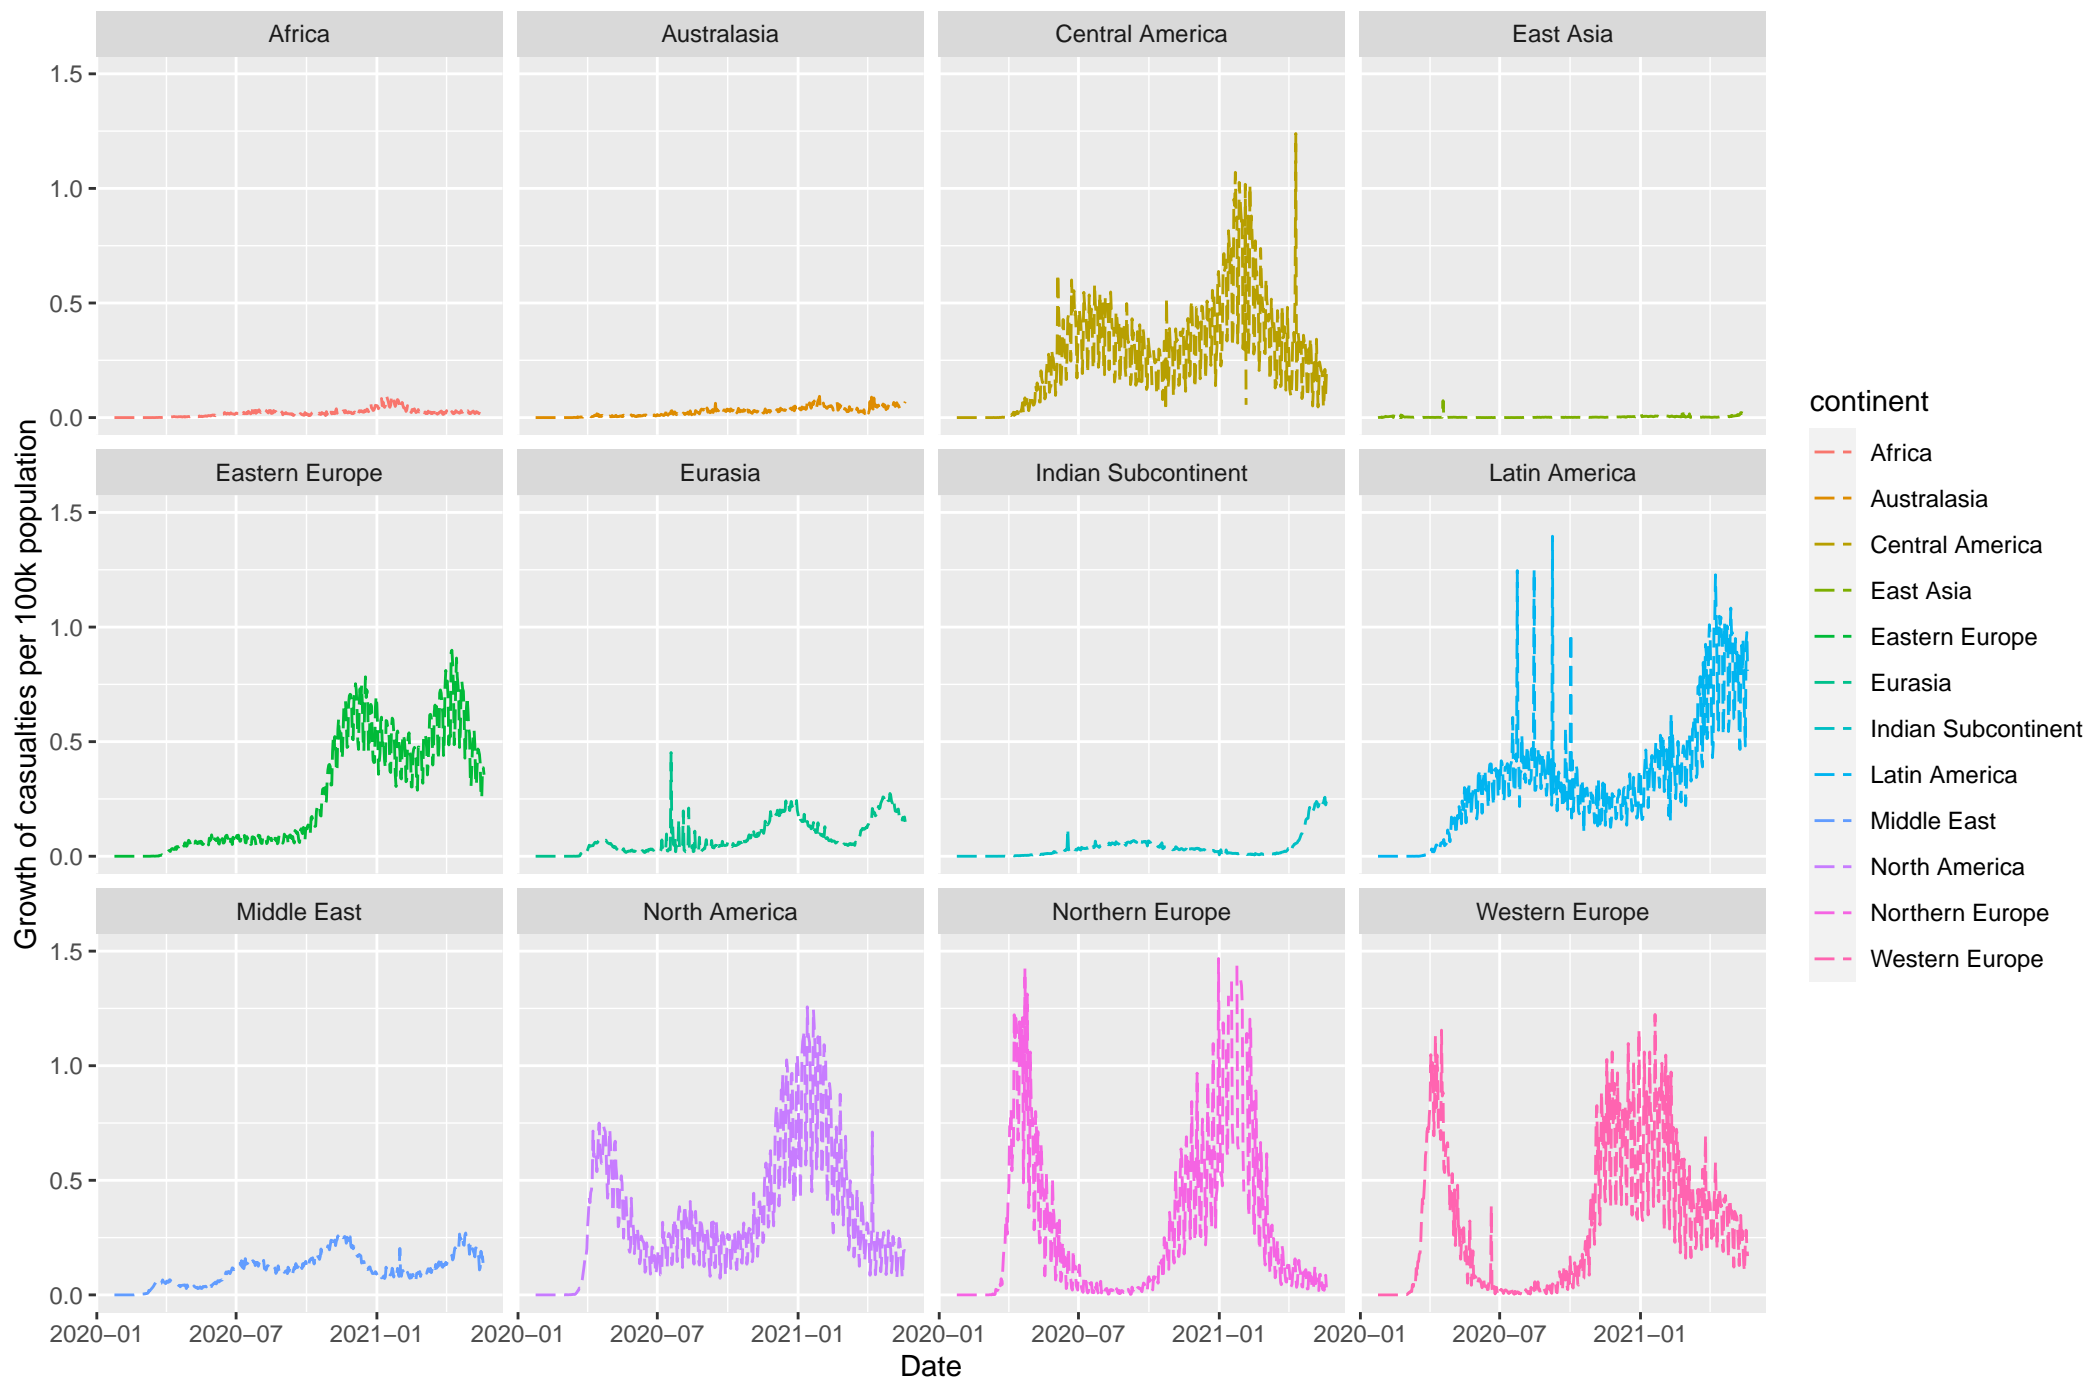 Africa
Australasia
Central America
East Asia
1.5
1.0
0.5
0.0
Eastern Europe
Eurasia
Indian Subcontinent
Latin America
1.5
1.0
0.5
0.0
Middle East
North America
Northern Europe
Western Europe
1.5
1.0
0.5
0.0
2020–01
2020–07
2021–01
2020–01
2020–07
2021–01
2020–01
2020–07
2021–01
2020–01
2020–07
2021–01
Date
Growth of casualties per 100k population
continent
Africa
Australasia
Central America
East Asia
Eastern Europe
Eurasia
Indian Subcontinent
Latin America
Middle East
North America
Northern Europe
Western Europe